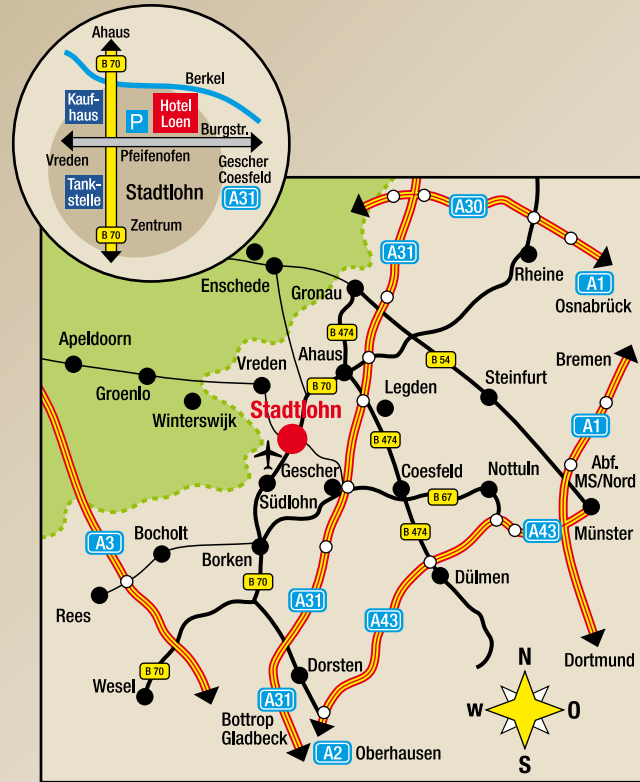 Ahaus
B 70
Berkel
Kauf-
haus
P
Hotel
Loen
Burgstr.
Vreden
Pfeifenofen
Gescher
Coesfeld
A31
Tank-
stelle
Stadtlohn
Zentrum
B 70
A30
A31
Rheine
A1
Osnabrück
Enschede
Gronau
B 474
Apeldoorn
Ahaus
B 54
Bremen
Groenlo
Vreden
B 70
Legden
Steinfurt
A1
Winterswijk
Stadtlohn
B 474
Abf.
MS/Nord
Gescher
Coesfeld
Nottuln
Südlohn
B 67
Münster
A3
Bocholt
Borken
B 474
A43
Rees
B 70
A31
Dülmen
A43
B 70
Dorsten
Wesel
A31
Dortmund
Bottrop
Gladbeck
A2
Oberhausen
N
W
O
S